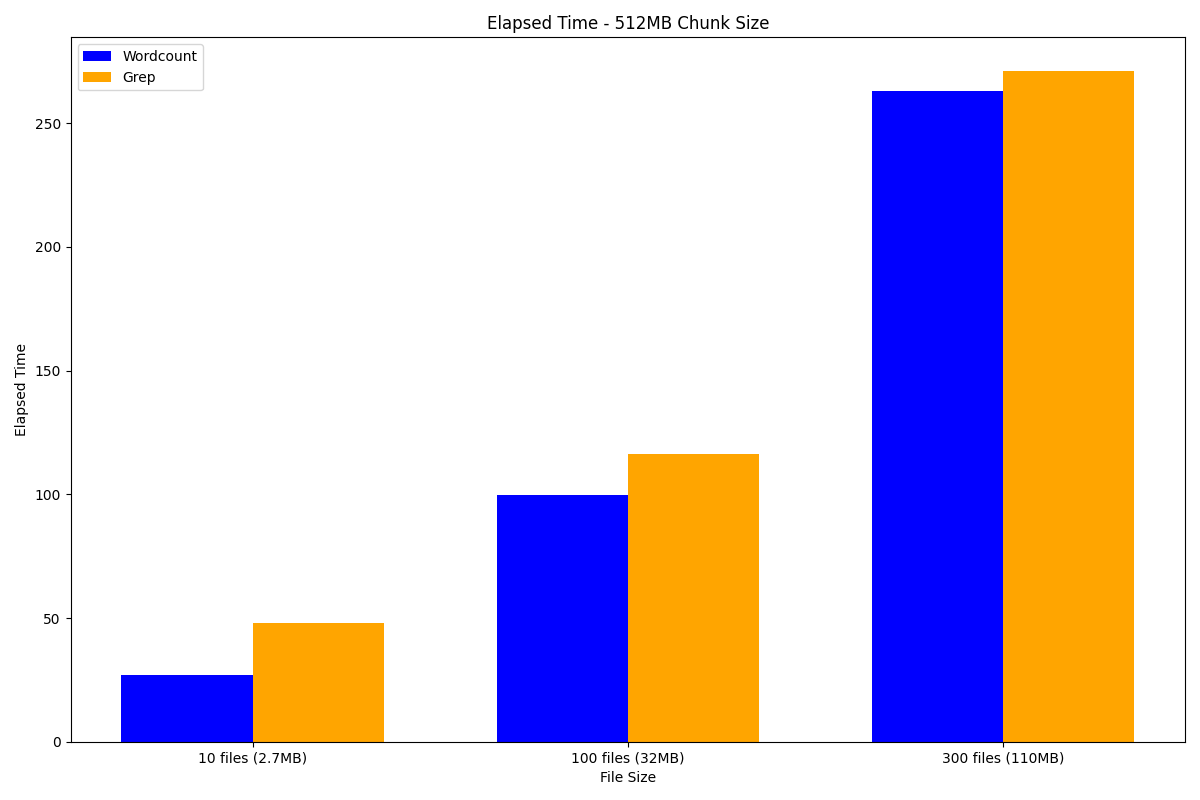 Elapsed Time - 512MB Chunk Size
Wordcount
Grep
250
200
150
100
50
0
Elapsed Time
10 files (2.7MB)
100 files (32MB)
300 files (110MB)
File Size